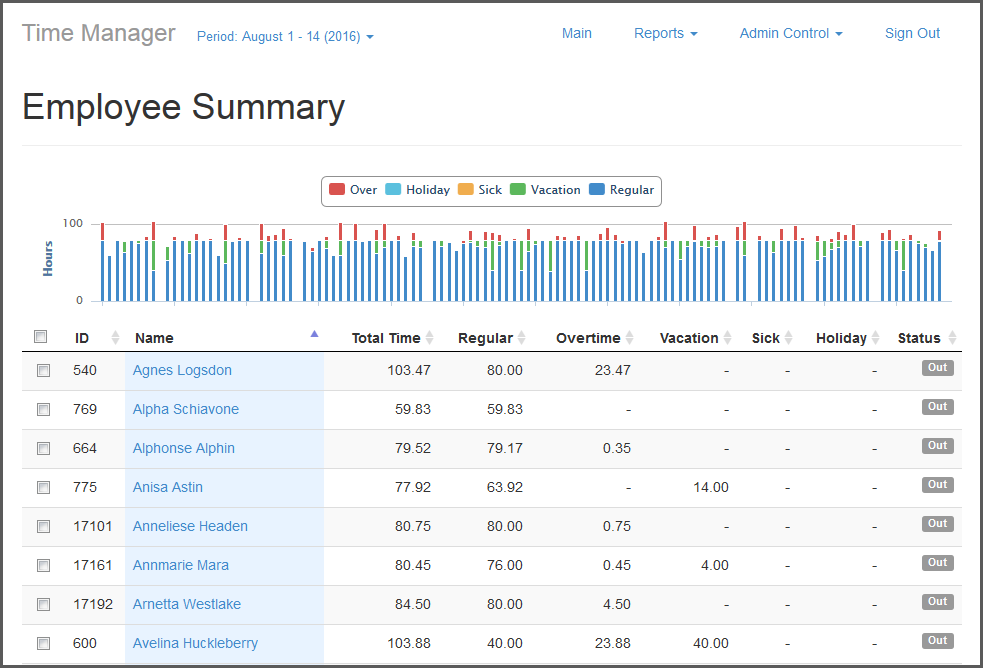 Time Manager Period: August 1 - 14 (2016) Main Reports Admin Control Sign Out
Employee Summary
Over Holiday Sick Vacation Regular
100
Hours
0
ID Name Total Time Regular Overtime Vacation Sick Holiday Status
540 Agnes Logsdon 103.47 80.00 23.47 - - - Out
769 Alpha Schiavone 59.83 59.83 - - - - Out
664 Alphonse Alphin 79.52 79.17 0.35 - - - Out
775 Anisa Astin 77.92 63.92 - 14.00 - - Out
17101 Anneliese Headen 80.75 80.00 0.75 - - - Out
17161 Annmarie Mara 80.45 76.00 0.45 4.00 - - Out
17192 Arnetta Westlake 84.50 80.00 4.50 - - - Out
600 Avelina Huckleberry 103.88 40.00 23.88 40.00 - - Out